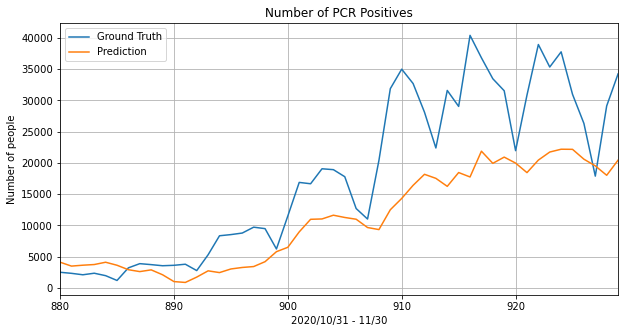 Number of PCR Positives
Ground Truth
Prediction
Number of people
40000
35000
30000
25000
20000
15000
10000
5000
0
880 890 900 910 920
2020/10/31 - 11/30